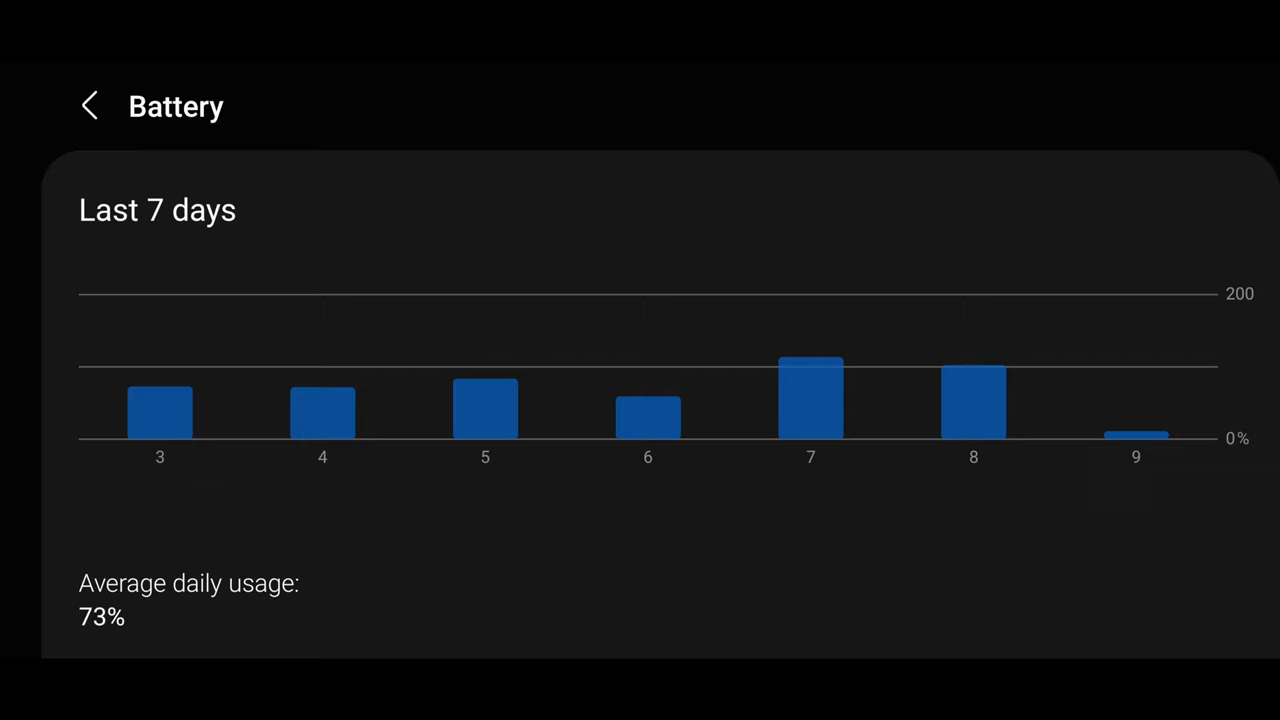 Battery
Last 7 days
200
0%
3 4 5 6 7 8 9
Average daily usage:
73%